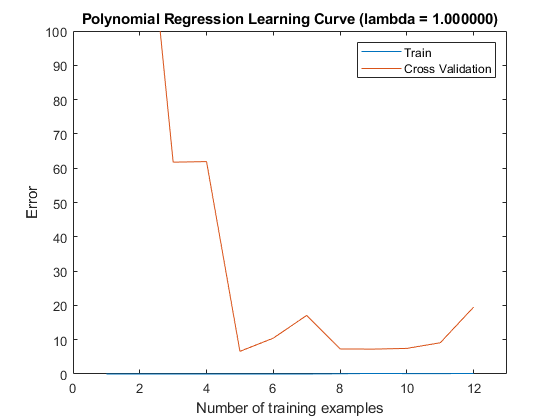 Polynomial Regression Learning Curve (lambda = 1.000000)
Train
Cross Validation
100
90
80
70
60
50
40
30
20
10
0
Error
0 2 4 6 8 10 12
Number of training examples